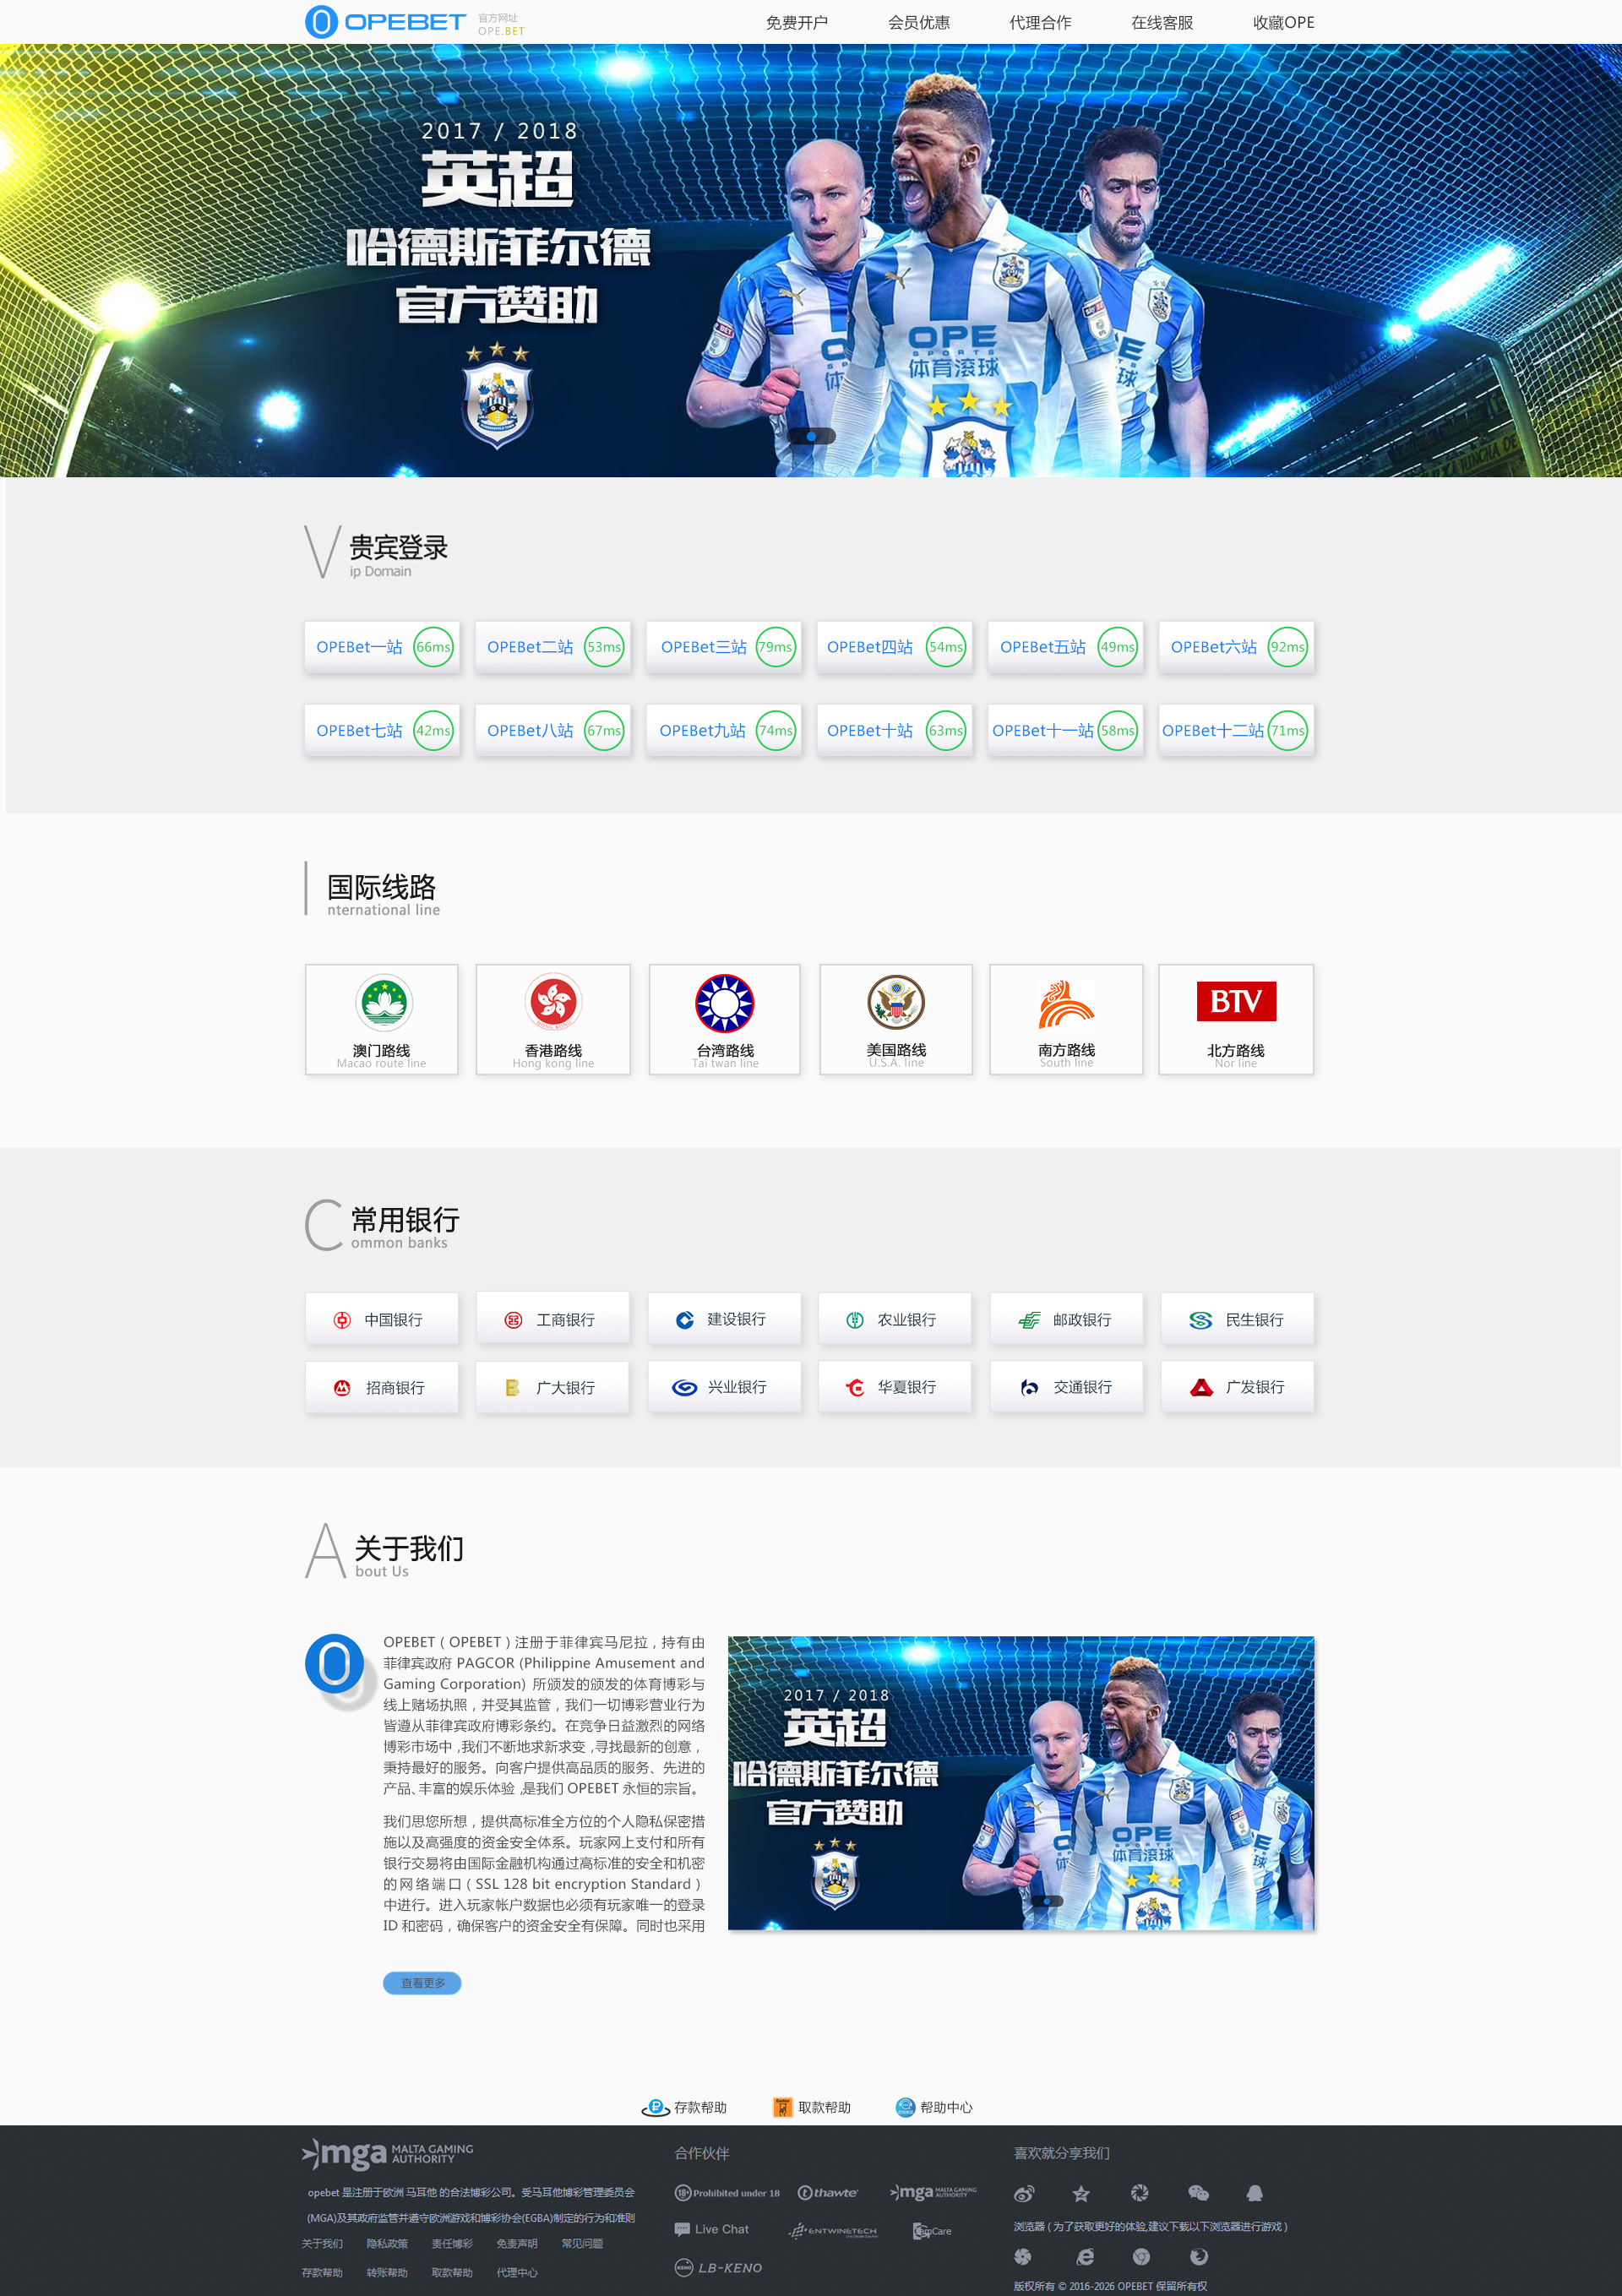 OPEBET
官方网址
OPE.BET
免费开户 会员优惠 代理合作 在线客服 收藏OPE
2017 / 2018
英超
哈德斯菲尔德
官方赞助
OPE
SPORTS
体育滚球
V 贵宾登录
ip Domain
OPEBet一站 66ms OPEBet二站 53ms OPEBet三站 79ms OPEBet四站 54ms OPEBet五站 49ms OPEBet六站 92ms
OPEBet七站 42ms OPEBet八站 67ms OPEBet九站 74ms OPEBet十站 63ms OPEBet十一站 58ms OPEBet十二站 71ms
I 国际线路
nternational line
BTV
澳门路线 香港路线 台湾路线 美国路线 南方路线 北方路线
Macao route line Hong kong line Tai twan line U.S.A. line South line Nor line
C 常用银行
ommon banks
中国银行 工商银行 建设银行 农业银行 邮政银行 民生银行
招商银行 广大银行 兴业银行 华夏银行 交通银行 广发银行
A 关于我们
bout Us
OPEBET ( OPEBET ) 注册于菲律宾马尼拉，持有由
菲律宾政府 PAGCOR (Philippine Amusement and
Gaming Corporation) 所颁发的颁发的体育博彩与
线上赌场执照，并受其监管，我们一切博彩营业行为
皆遵从菲律宾政府博彩条约。在竞争日益激烈的网络
博彩市场中,我们不断地求新求变,寻找最新的创意，
秉持最好的服务。向客户提供高品质的服务、先进的
产品、丰富的娱乐体验,是我们 OPEBET 永恒的宗旨。
我们思您所想，提供高标准全方位的个人隐私保密措
施以及高强度的资金安全体系。玩家网上支付和所有
银行交易将由国际金融机构通过高标准的安全和机密
的网络端口( SSL 128 bit encryption Standard )
中进行。进入玩家帐户数据也必须有玩家唯一的登录
ID 和密码，确保客户的资金安全有保障。同时也采用
2017 / 2018
英超
哈德斯菲尔德
官方赞助
OPE
SPORTS
体育滚球
查看更多
存款帮助 取款帮助 帮助中心
mga MALTA GAMING
AUTHORITY
opebet 是注册于欧洲 马耳他 的合法博彩公司。受马耳他博彩管理委员会
(MGA)及其政府监管并遵守欧洲游戏和博彩协会(EGBA)制定的行为和准则
关于我们 隐私政策 责任博彩 免责声明 常见问题
存款帮助 转账帮助 取款帮助 代理中心
合作伙伴
18+ Prohibited under 18 thawte mga MALTA GAMING AUTHORITY
Live Chat ENTWINETECH GamCare
KENO LB-KENO
喜欢就分享我们
浏览器 ( 为了获取更好的体验,建议下载以下浏览器进行游戏 )
版权所有 © 2016-2026 OPEBET 保留所有权